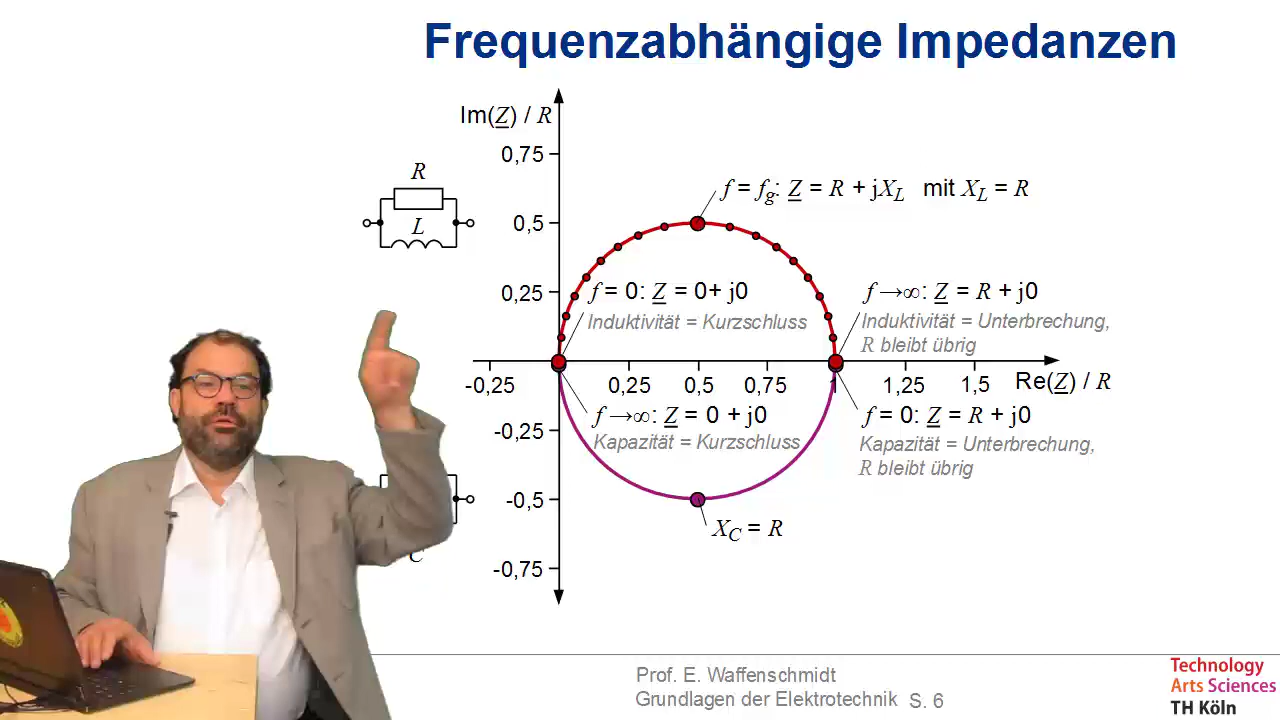 Frequenzabhängige Impedanzen
Im(Z) / R
0,75
0,5
0,25
-0,25
0,25
0,5
0,75
1
1,25
1,5
Re(Z) / R
-0,25
-0,5
-0,75
R
L
C
f = fg: Z = R + jXL mit XL = R
f = 0: Z = 0+ j0
Induktivität = Kurzschluss
f→∞: Z = R + j0
Induktivität = Unterbrechung,
R bleibt übrig
f→∞: Z = 0 + j0
Kapazität = Kurzschluss
f = 0: Z = R + j0
Kapazität = Unterbrechung,
R bleibt übrig
XC = R
Prof. E. Waffenschmidt
Grundlagen der Elektrotechnik S. 6
Technology
Arts Sciences
TH Köln